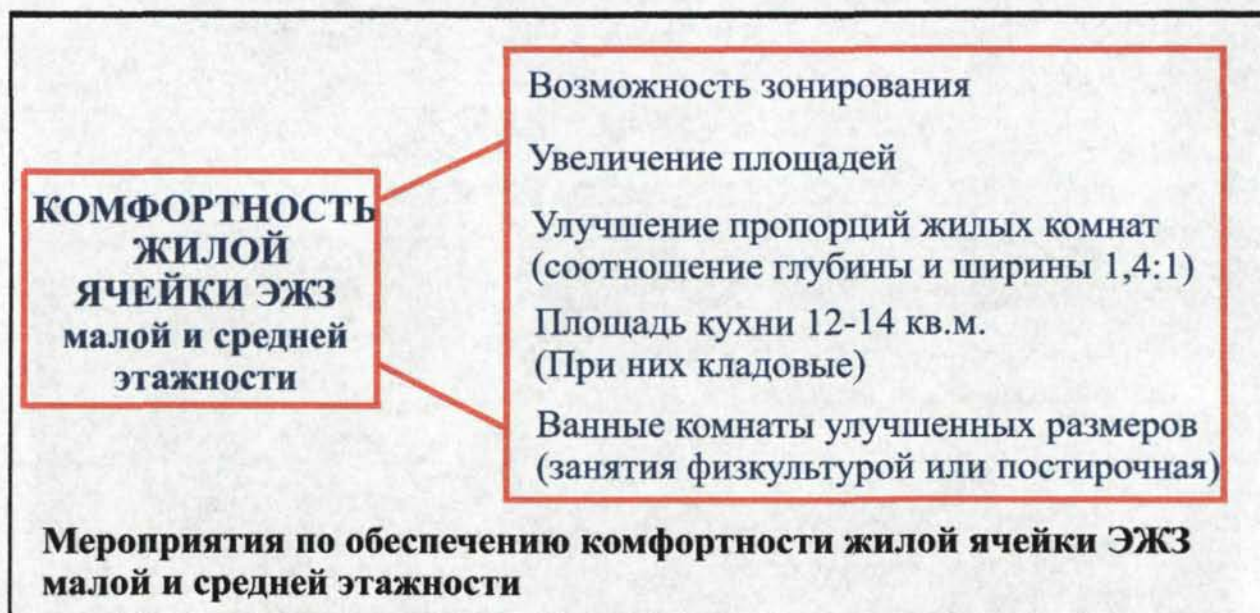 КОМФОРТНОСТЬ
ЖИЛОЙ
ЯЧЕЙКИ ЭЖЗ
малой и средней
этажности
Возможность зонирования
Увеличение площадей
Улучшение пропорций жилых комнат
(соотношение глубины и ширины 1,4:1)
Площадь кухни 12-14 кв.м.
(При них кладовые)
Ванные комнаты улучшенных размеров
(занятия физкультурой или постирочная)
Мероприятия по обеспечению комфортности жилой ячейки ЭЖЗ
малой и средней этажности